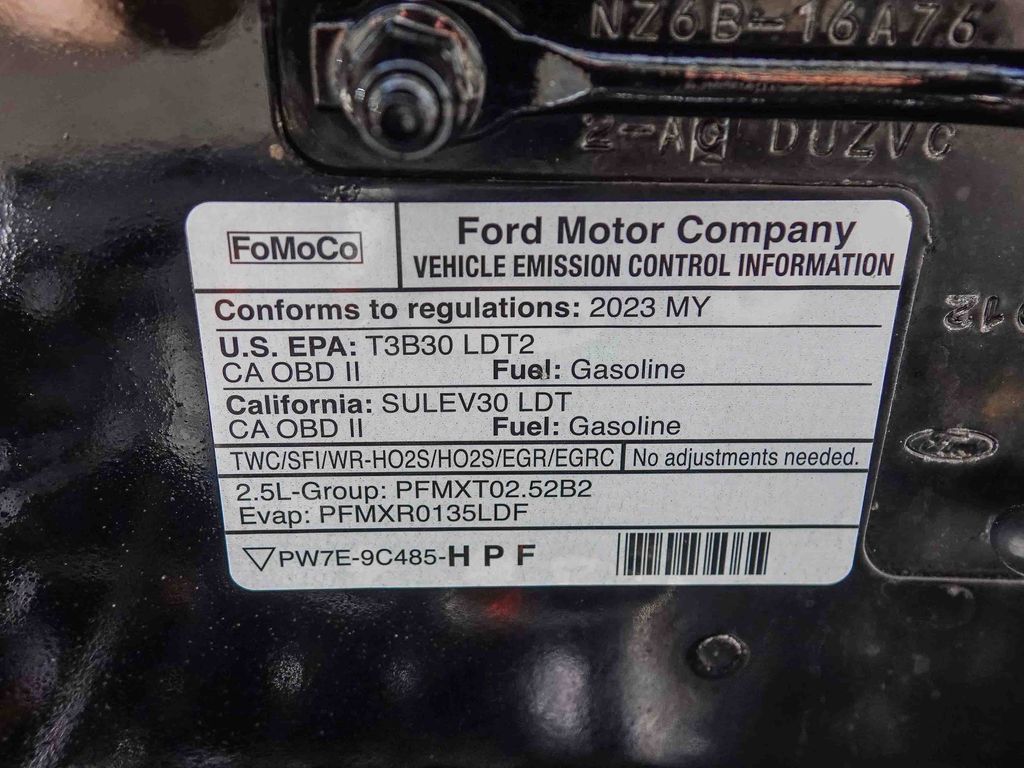 NZ6B-16A76
2-AC DUZVC
FoMoCo
Ford Motor Company
VEHICLE EMISSION CONTROL INFORMATION
Conforms to regulations: 2023 MY
U.S. EPA: T3B30 LDT2
CA OBD II Fuel: Gasoline
California: SULEV30 LDT
CA OBD II Fuel: Gasoline
TWC/SFI/WR-HO2S/HO2S/EGR/EGRC No adjustments needed.
2.5L-Group: PFMXT02.52B2
Evap: PFMXR0135LDF
PW7E-9C485-H P F
Ford